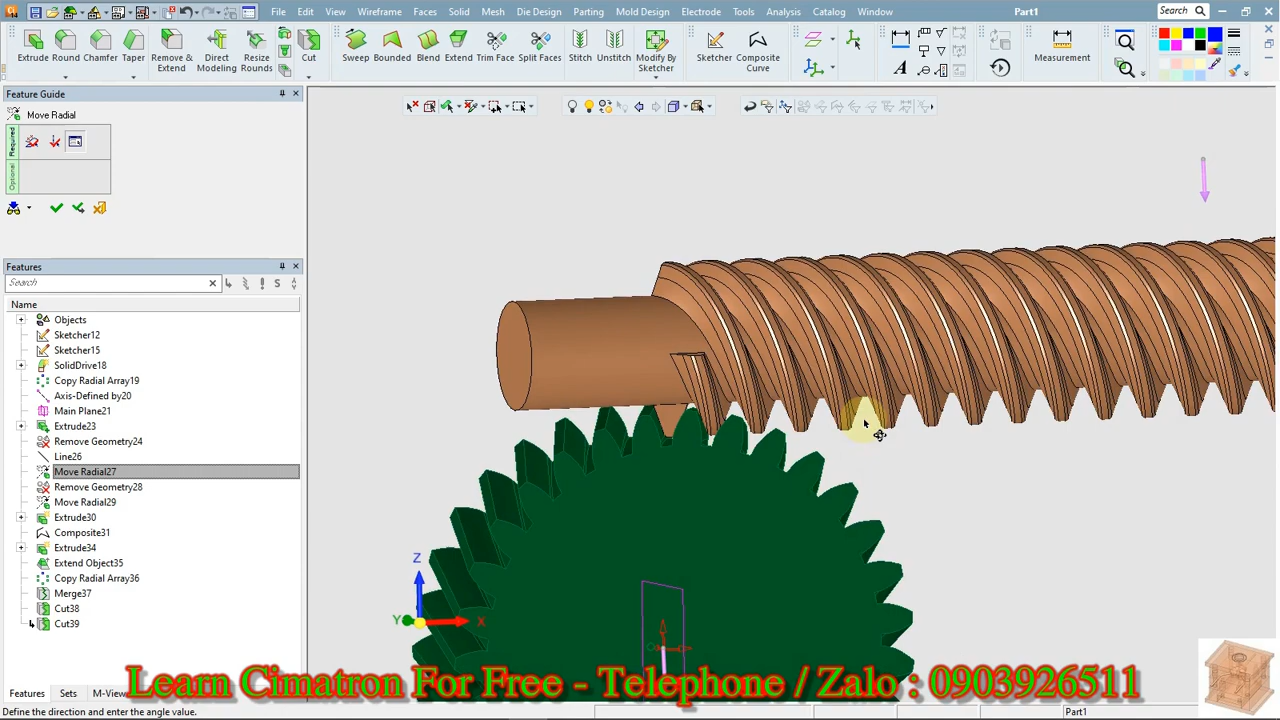 File Edit View Wireframe Faces Solid Mesh Die Design Parting Mold Design Electrode Tools Analysis Catalog Window Part1 Search
Extrude Round Chamfer Taper Remove & Extend Direct Modeling Resize Rounds Cut Sweep Bounded Blend Extend Trim Faces Split Faces Stitch Unstitch Modify By Sketcher Sketcher Composite Curve Measurement
Feature Guide
Move Radial
Required
Optional
Features
Search
Name
Objects
Sketcher12
Sketcher15
SolidDrive18
Copy Radial Array19
Axis-Defined by20
Main Plane21
Extrude23
Remove Geometry24
Line26
Move Radial27
Remove Geometry28
Move Radial29
Extrude30
Composite31
Extrude34
Extend Object35
Copy Radial Array36
Merge37
Cut38
Cut39
Z
Y X
Learn Cimatron For Free - Telephone / Zalo : 0903926511
Features Sets M-View
Define the direction and enter the angle value.
Part1